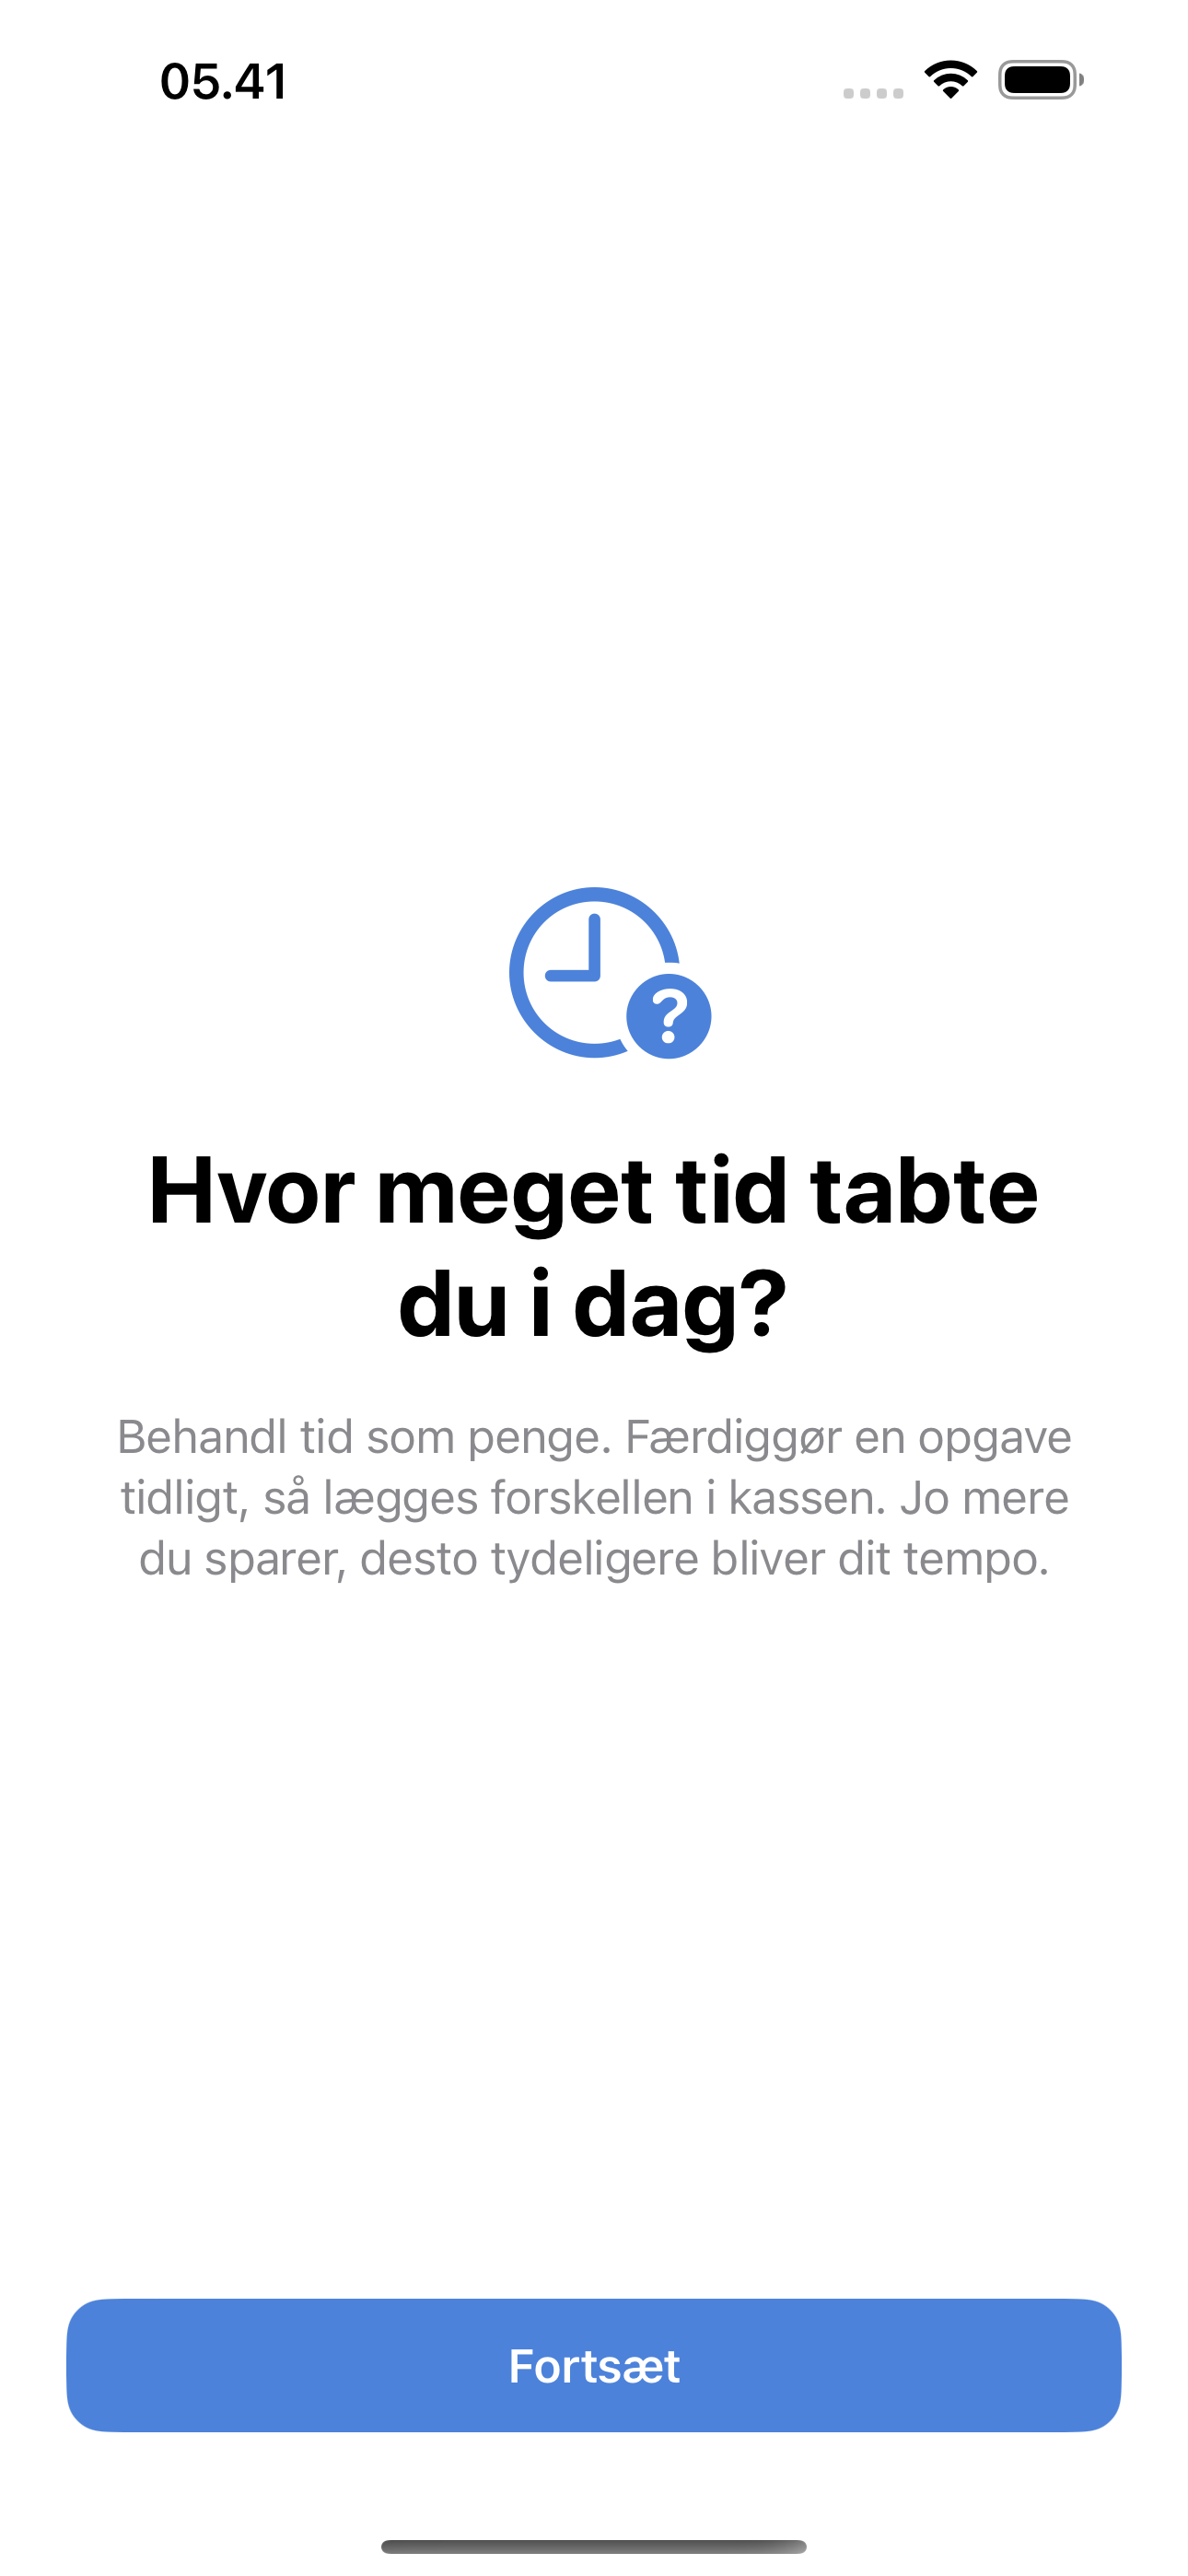 05.41
Hvor meget tid tabte
du i dag?
Behandl tid som penge. Færdiggør en opgave
tidligt, så lægges forskellen i kassen. Jo mere
du sparer, desto tydeligere bliver dit tempo.
Fortsæt